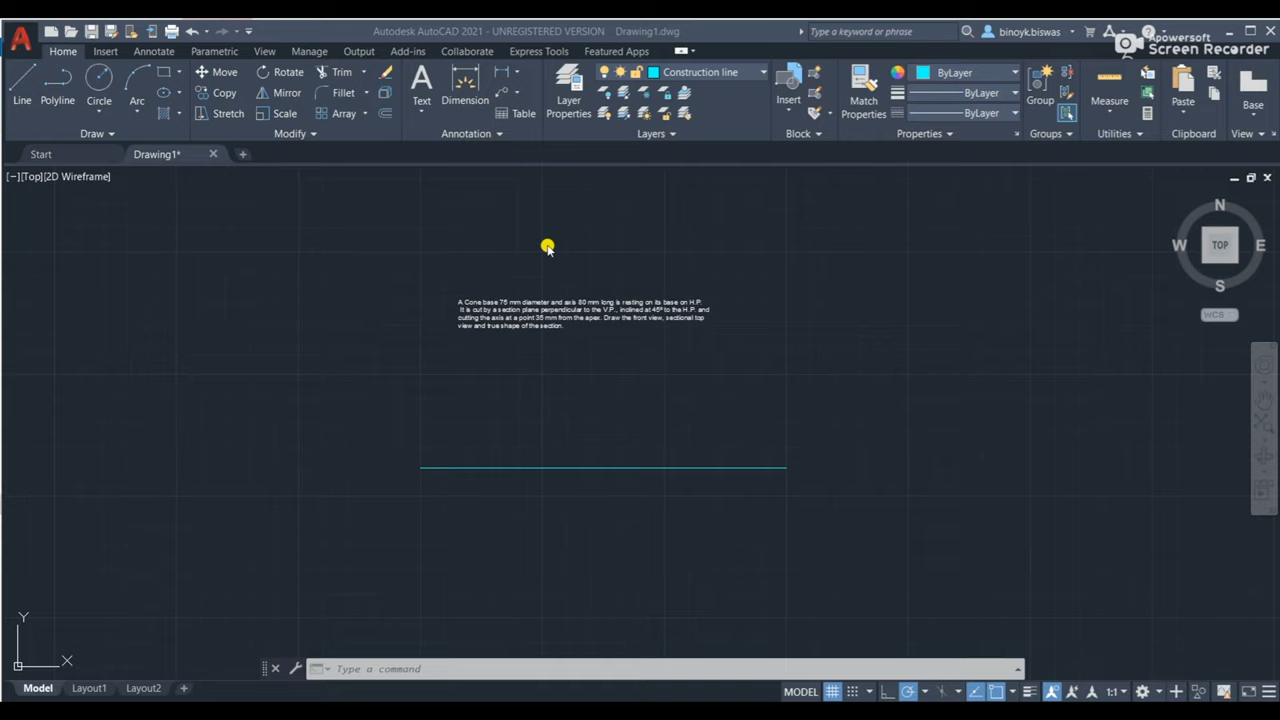 Autodesk AutoCAD 2021 - UNREGISTERED VERSION Drawing1.dwg
Type a keyword or phrase
binoyk.biswas
Apowersoft
Screen Recorder
Home Insert Annotate Parametric View Manage Output Add-ins Collaborate Express Tools Featured Apps
Move Rotate Trim
Construction line
ByLayer
Line Polyline Circle Arc
Copy Mirror Fillet
Text Dimension
Layer Properties
Insert
Match Properties
ByLayer
Group Measure Paste Base
Stretch Scale Array
Table
ByLayer
Draw Modify Annotation Layers Block Properties Groups Utilities Clipboard View
Start Drawing1*
[−][Top][2D Wireframe]
N
W TOP E
S
WCS
A Cone base 75 mm diameter and axis 80 mm long is resting on its base on H.P.
It is cut by a section plane perpendicular to the V.P., inclined at 45º to the H.P. and
cutting the axis at a point 35 mm from the apex. Draw the front view, sectional top
view and true shape of the section.
Y
X
Type a command
Model Layout1 Layout2
MODEL 1:1